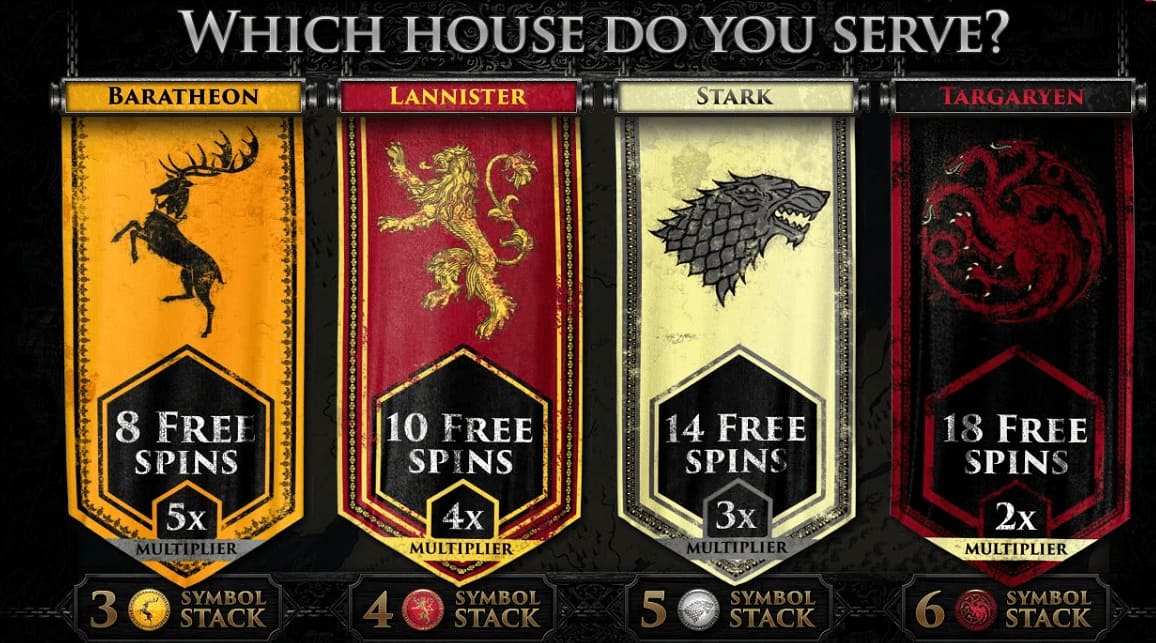 WHICH HOUSE DO YOU SERVE?
BARATHEON
8 FREE
SPINS
5x
MULTIPLIER
3 SYMBOL
STACK
LANNISTER
10 FREE
SPINS
4x
MULTIPLIER
4 SYMBOL
STACK
STARK
14 FREE
SPINS
3x
MULTIPLIER
5 SYMBOL
STACK
TARGARYEN
18 FREE
SPINS
2x
MULTIPLIER
6 SYMBOL
STACK